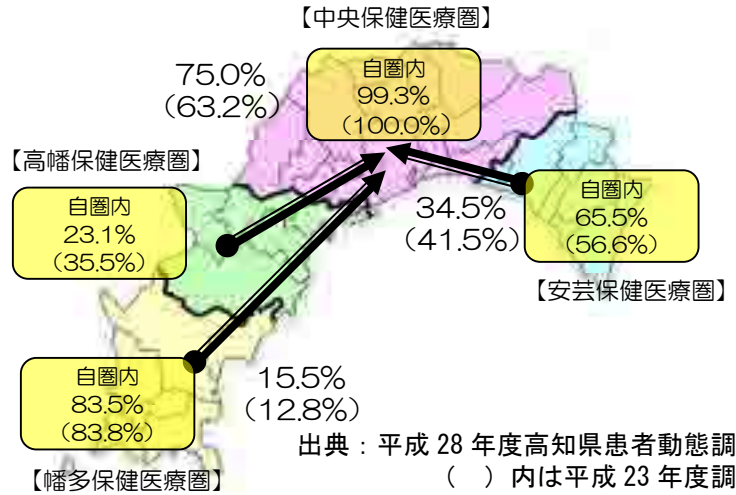 【中央保健医療圏】
自圏内
99.3%
(100.0%)
75.0%
(63.2%)
【高幡保健医療圏】
自圏内
23.1%
(35.5%)
34.5%
(41.5%)
自圏内
65.5%
(56.6%)
【安芸保健医療圏】
自圏内
83.5%
(83.8%)
15.5%
(12.8%)
【幡多保健医療圏】
出典:平成 28 年度高知県患者動態調
( )内は平成 23 年度調